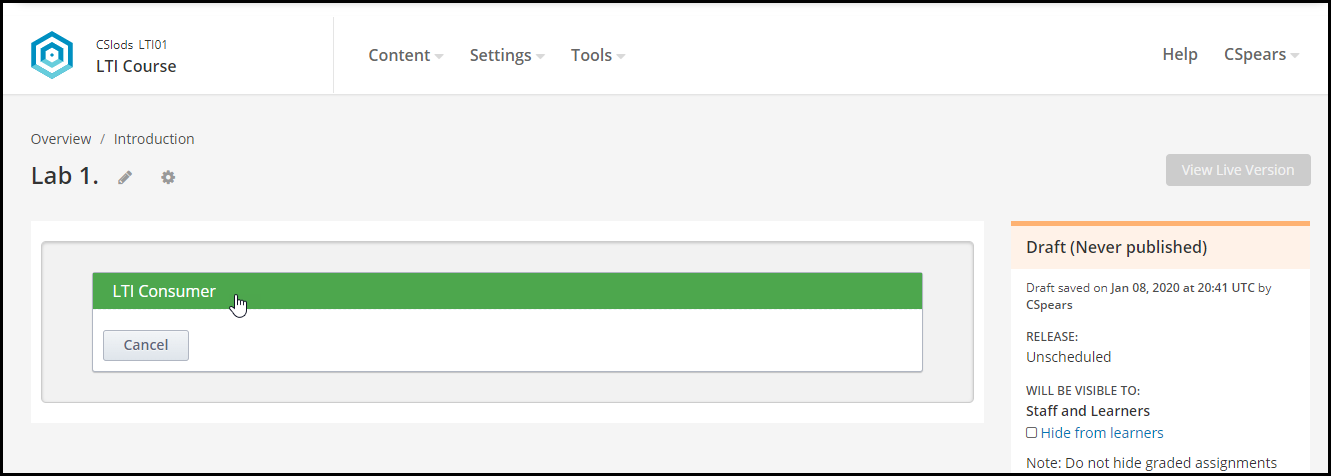 CSlods LTI01
LTI Course
Content Settings Tools
Help CSpears
Overview / Introduction
Lab 1.
View Live Version
LTI Consumer
Cancel
Draft (Never published)
Draft saved on Jan 08, 2020 at 20:41 UTC by
CSpears
RELEASE:
Unscheduled
WILL BE VISIBLE TO:
Staff and Learners
Hide from learners
Note: Do not hide graded assignments